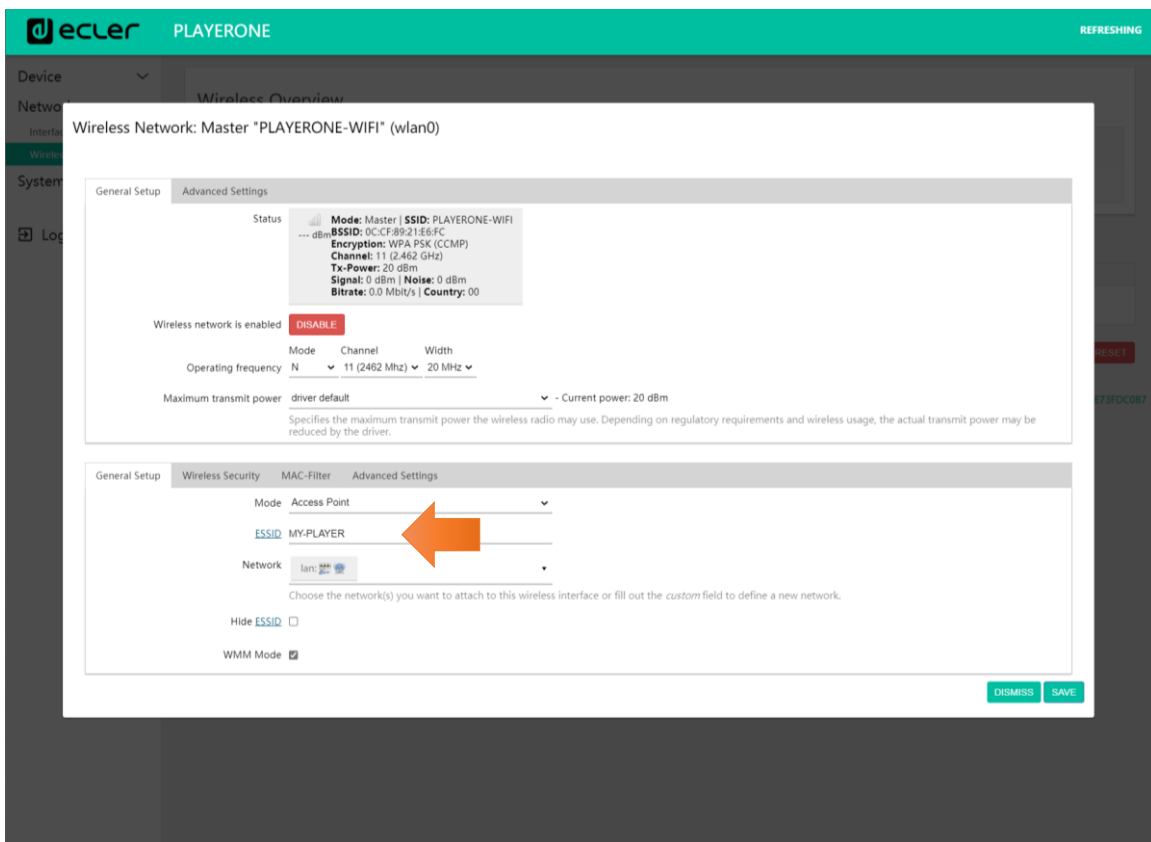 ecler PLAYERONE REFRESHING
Device
Wireless Overview
Netwo
Wireless Network: Master "PLAYERONE-WIFI" (wlan0)
Interfa
Wirele
System
General Setup Advanced Settings
Status
Mode: Master | SSID: PLAYERONE-WIFI
--- dBm BSSID: 0C:CF:89:21:E6:FC
Encryption: WPA PSK (CCMP)
Channel: 11 (2.462 GHz)
Tx-Power: 20 dBm
Signal: 0 dBm | Noise: 0 dBm
Bitrate: 0.0 Mbit/s | Country: 00
Log
Wireless network is enabled DISABLE
Mode Channel Width
Operating frequency N 11 (2462 Mhz) 20 MHz
RESET
Maximum transmit power driver default - Current power: 20 dBm
E73FDC0B7
Specifies the maximum transmit power the wireless radio may use. Depending on regulatory requirements and wireless usage, the actual transmit power may be
reduced by the driver.
General Setup Wireless Security MAC-Filter Advanced Settings
Mode Access Point
ESSID MY-PLAYER
Network lan:
Choose the network(s) you want to attach to this wireless interface or fill out the custom field to define a new network.
Hide ESSID
WMM Mode
DISMISS SAVE